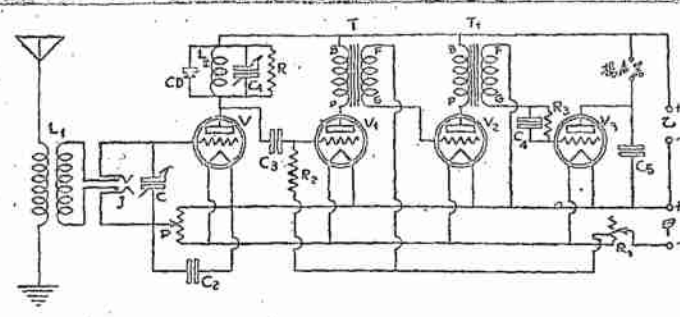 T
T₁
L₂
CD
C₁
R
B
F
P
G
B
F
P
G
L₁
V
V₁
V₂
R₃
C₄
V₃
C₅
J
C
C₃
R₂
P
C₂
R₁